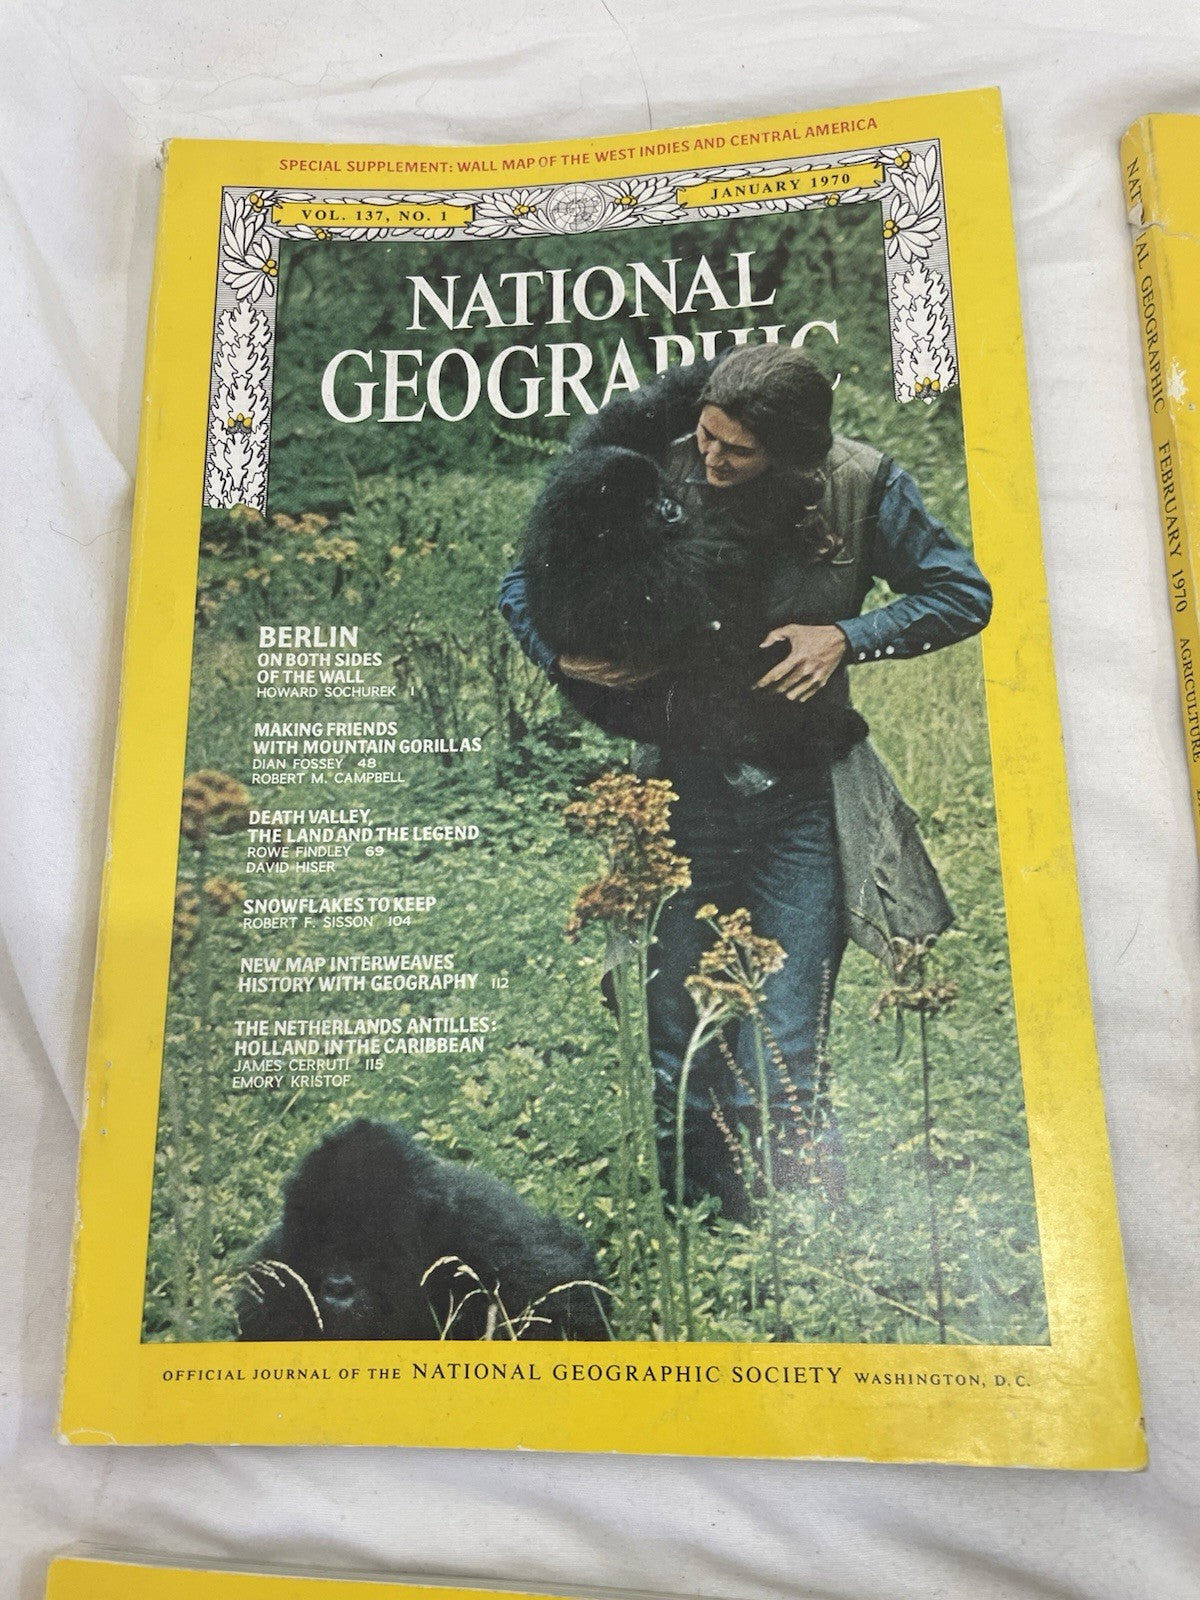 SPECIAL SUPPLEMENT: WALL MAP OF THE WEST INDIES AND CENTRAL AMERICA
VOL. 137, NO. 1
JANUARY 1970
NATIONAL
GEOGRAPHIC
BERLIN
ON BOTH SIDES
OF THE WALL
HOWARD SOCHUREK 1
MAKING FRIENDS
WITH MOUNTAIN GORILLAS
DIAN FOSSEY 48
ROBERT M. CAMPBELL
DEATH VALLEY,
THE LAND AND THE LEGEND
ROWE FINDLEY 69
DAVID HISER
SNOWFLAKES TO KEEP
ROBERT F. SISSON 104
NEW MAP INTERWEAVES
HISTORY WITH GEOGRAPHY 112
THE NETHERLANDS ANTILLES:
HOLLAND IN THE CARIBBEAN
JAMES CERRUTI 115
EMORY KRISTOF
OFFICIAL JOURNAL OF THE NATIONAL GEOGRAPHIC SOCIETY WASHINGTON, D.C.
NATIONAL GEOGRAPHIC FEBRUARY 1970 AGRICULTURE